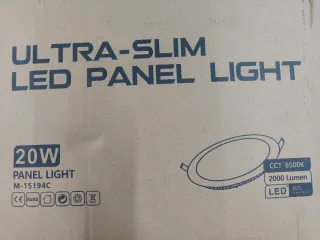 ULTRA-SLIM
LED PANEL LIGHT
20W
PANEL LIGHT
M-15194C
CCT 6500K
2000 Lumen
LED